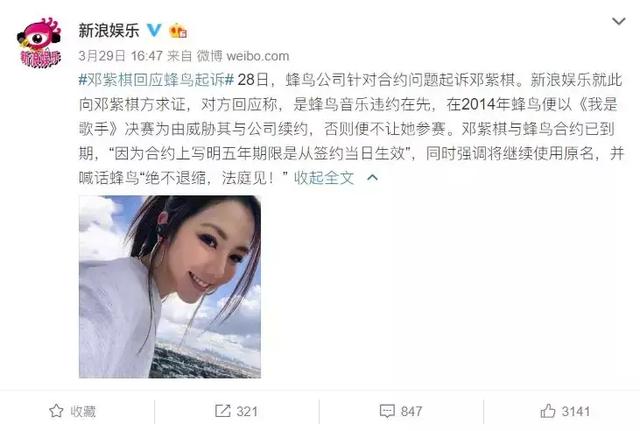 新浪娱乐
新浪娱乐
3月29日 16:47 来自 微博 weibo.com
#邓紫棋回应蜂鸟起诉# 28日，蜂鸟公司针对合约问题起诉邓紫棋。新浪娱乐就此
向邓紫棋方求证，对方回应称，是蜂鸟音乐违约在先，在2014年蜂鸟便以《我是
歌手》决赛为由威胁其与公司续约，否则便不让她参赛。邓紫棋与蜂鸟合约已到
期，“因为合约上写明五年期限是从签约当日生效”，同时强调将继续使用原名，并
喊话蜂鸟“绝不退缩，法庭见！” 收起全文
收藏
321
847
3141